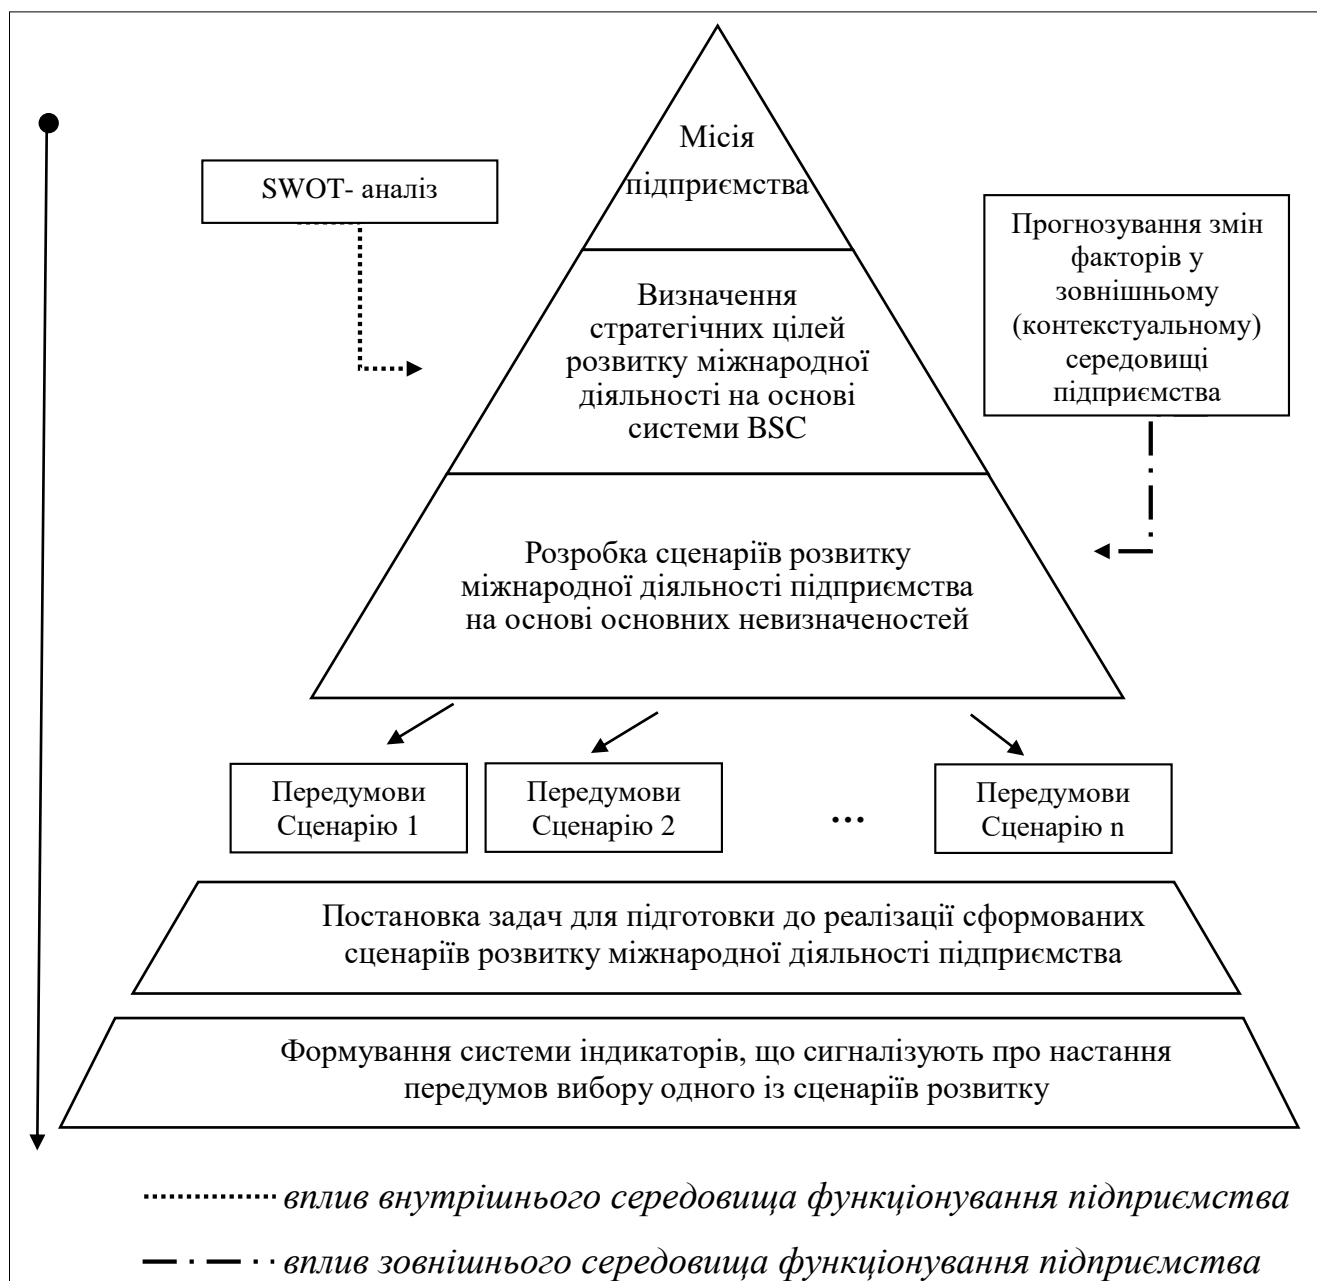 Місія
підприємства
SWOT- аналіз
Прогнозування змін
факторів у
зовнішньому
(контекстуальному)
середовищі
підприємства
Визначення
стратегічних цілей
розвитку міжнародної
діяльності на основі
системи BSC
Розробка сценаріїв розвитку
міжнародної діяльності підприємства
на основі основних невизначеностей
Передумови
Сценарію 1
Передумови
Сценарію 2
...
Передумови
Сценарію n
Постановка задач для підготовки до реалізації сформованих
сценаріїв розвитку міжнародної діяльності підприємства
Формування системи індикаторів, що сигналізують про настання
передумов вибору одного із сценаріїв розвитку
вплив внутрішнього середовища функціонування підприємства
вплив зовнішнього середовища функціонування підприємства